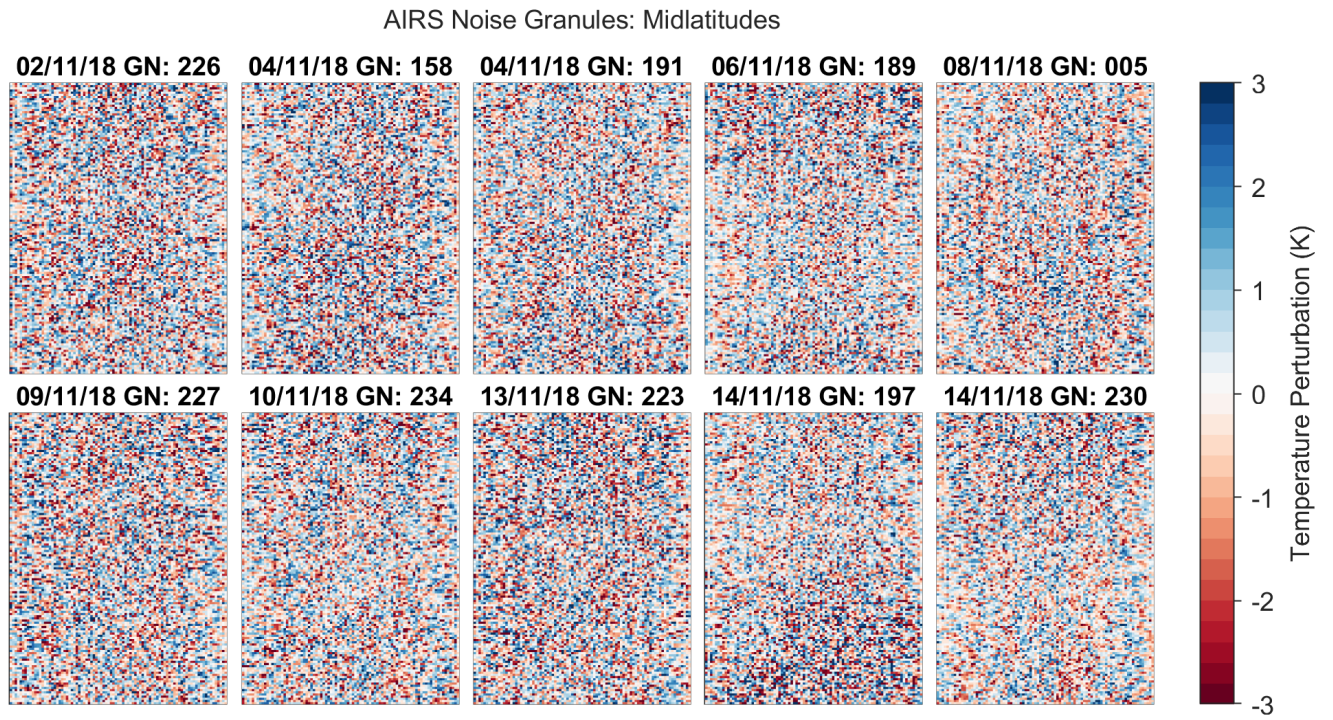 AIRS Noise Granules: Midlatitudes
02/11/18 GN: 226 04/11/18 GN: 158 04/11/18 GN: 191 06/11/18 GN: 189 08/11/18 GN: 005
09/11/18 GN: 227 10/11/18 GN: 234 13/11/18 GN: 223 14/11/18 GN: 197 14/11/18 GN: 230
3
2
1
0
-1
-2
-3
Temperature Perturbation (K)